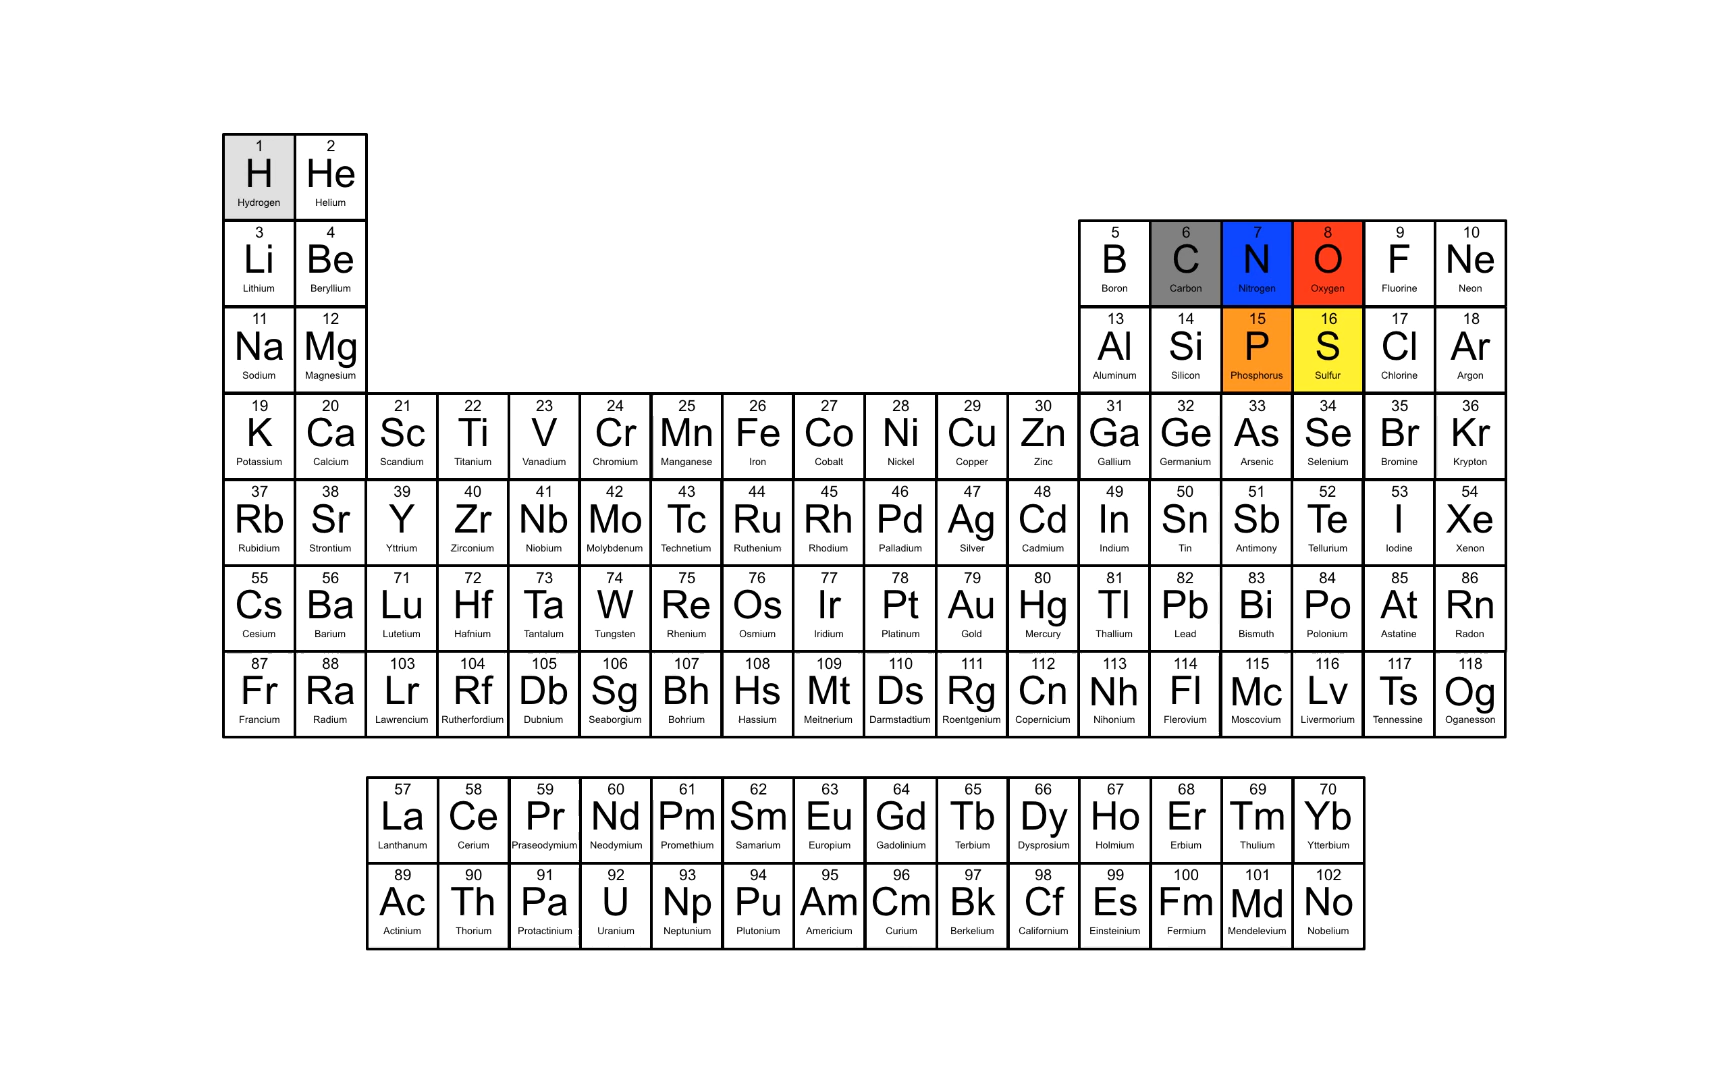 1 2
H He
Hydrogen Helium
3 4 5 6 7 8 9 10
Li Be B C N O F Ne
Lithium Beryllium Boron Carbon Nitrogen Oxygen Fluorine Neon
11 12 13 14 15 16 17 18
Na Mg Al Si P S Cl Ar
Sodium Magnesium Aluminum Silicon Phosphorus Sulfur Chlorine Argon
19 20 21 22 23 24 25 26 27 28 29 30 31 32 33 34 35 36
K Ca Sc Ti V Cr Mn Fe Co Ni Cu Zn Ga Ge As Se Br Kr
Potassium Calcium Scandium Titanium Vanadium Chromium Manganese Iron Cobalt Nickel Copper Zinc Gallium Germanium Arsenic Selenium Bromine Krypton
37 38 39 40 41 42 43 44 45 46 47 48 49 50 51 52 53 54
Rb Sr Y Zr Nb Mo Tc Ru Rh Pd Ag Cd In Sn Sb Te I Xe
Rubidium Strontium Yttrium Zirconium Niobium Molybdenum Technetium Ruthenium Rhodium Palladium Silver Cadmium Indium Tin Antimony Tellurium Iodine Xenon
55 56 71 72 73 74 75 76 77 78 79 80 81 82 83 84 85 86
Cs Ba Lu Hf Ta W Re Os Ir Pt Au Hg Tl Pb Bi Po At Rn
Cesium Barium Lutetium Hafnium Tantalum Tungsten Rhenium Osmium Iridium Platinum Gold Mercury Thallium Lead Bismuth Polonium Astatine Radon
87 88 103 104 105 106 107 108 109 110 111 112 113 114 115 116 117 118
Fr Ra Lr Rf Db Sg Bh Hs Mt Ds Rg Cn Nh Fl Mc Lv Ts Og
Francium Radium Lawrencium Rutherfordium Dubnium Seaborgium Bohrium Hassium Meitnerium Darmstadtium Roentgenium Copernicium Nihonium Flerovium Moscovium Livermorium Tennessine Oganesson
57 58 59 60 61 62 63 64 65 66 67 68 69 70
La Ce Pr Nd Pm Sm Eu Gd Tb Dy Ho Er Tm Yb
Lanthanum Cerium Praseodymium Neodymium Promethium Samarium Europium Gadolinium Terbium Dysprosium Holmium Erbium Thulium Ytterbium
89 90 91 92 93 94 95 96 97 98 99 100 101 102
Ac Th Pa U Np Pu Am Cm Bk Cf Es Fm Md No
Actinium Thorium Protactinium Uranium Neptunium Plutonium Americium Curium Berkelium Californium Einsteinium Fermium Mendelevium Nobelium